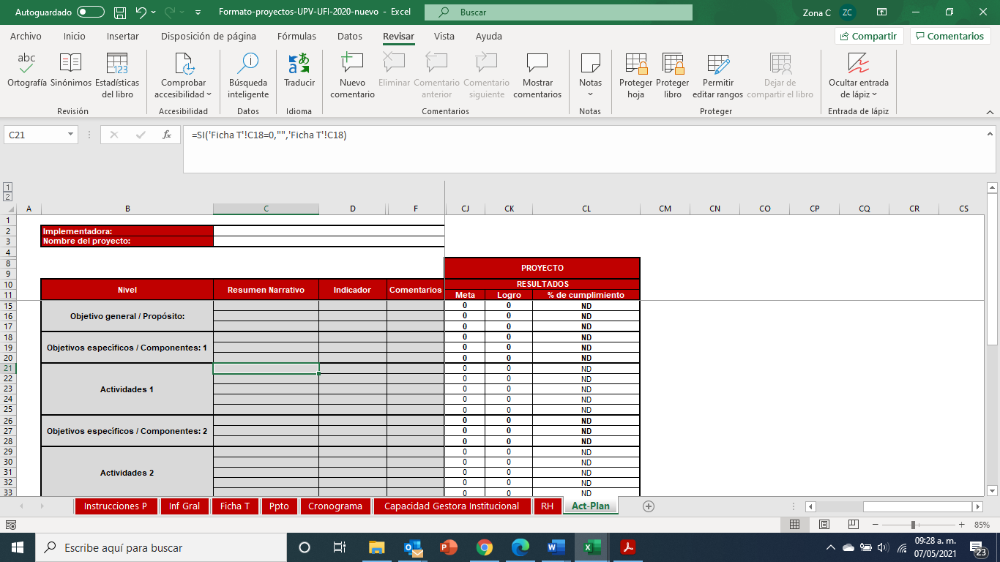 Autoguardado
Formato-proyectos-UPV-UFI-2020-nuevo - Excel
Buscar
Zona C
ZC
Archivo Inicio Insertar Disposición de página Fórmulas Datos Revisar Vista Ayuda
Compartir
Comentarios
abc
123
Ortografía Sinónimos Estadísticas del libro
Comprobar accesibilidad
Búsqueda inteligente
Traducir
Nuevo comentario
Eliminar
Comentario anterior
Comentario siguiente
Mostrar comentarios
Notas
Proteger hoja
Proteger libro
Permitir editar rangos
Dejar de compartir el libro
Ocultar entrada de lápiz
Revisión Accesibilidad Datos Idioma Comentarios Notas Proteger Entrada de lápiz
C21
fx
=SI('Ficha T'!C18=0,"",'Ficha T'!C18)
1
2
A B C D F CJ CK CL CM CN CO CP CQ CR CS
1
2 Implementadora:
3 Nombre del proyecto:
4
8 PROYECTO
9
10 Nivel Resumen Narrativo Indicador Comentarios RESULTADOS
11 Meta Logro % de cumplimiento
15 0 0 ND
16 Objetivo general / Propósito: 0 0 ND
17 0 0 ND
18 0 0 ND
19 Objetivos específicos / Componentes: 1 0 0 ND
20 0 0 ND
21 0 0 ND
22 0 0 ND
23 Actividades 1 0 0 ND
24 0 0 ND
25 0 0 ND
26 0 0 ND
27 Objetivos específicos / Componentes: 2 0 0 ND
28 0 0 ND
29 0 0 ND
30 0 0 ND
31 Actividades 2 0 0 ND
32 0 0 ND
33 0 0 ND
Instrucciones P Inf Gral Ficha T Ppto Cronograma Capacidad Gestora Institucional RH Act-Plan
85%
Escribe aquí para buscar
09:28 a. m.
07/05/2021
23